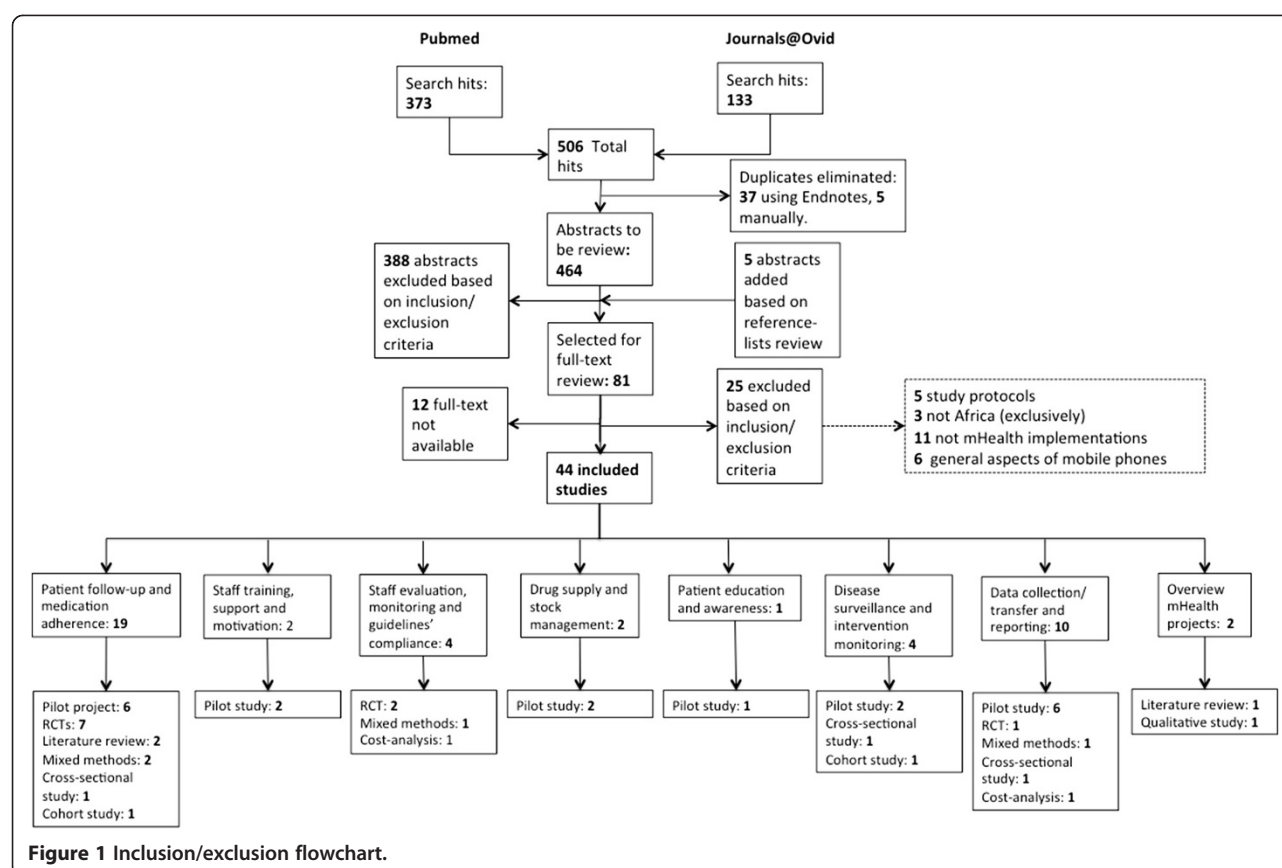 Pubmed
Journals@Ovid
Search hits:
373
Search hits:
133
506 Total
hits
Duplicates eliminated:
37 using Endnotes, 5
manually.
Abstracts to
be review:
464
388 abstracts
excluded based
on inclusion/
exclusion
criteria
5 abstracts
added
based on
reference-
lists review
Selected for
full-text
review: 81
12 full-text
not
available
25 excluded
based on
inclusion/
exclusion
criteria
5 study protocols
3 not Africa (exclusively)
11 not mHealth implementations
6 general aspects of mobile phones
44 included
studies
Patient follow-up and
medication
adherence: 19
Staff training,
support and
motivation: 2
Staff evaluation,
monitoring and
guidelines'
compliance: 4
Drug supply and
stock
management: 2
Patient education
and awareness: 1
Disease
surveillance and
intervention
monitoring: 4
Data collection/
transfer and
reporting: 10
Overview
mHealth
projects: 2
Pilot project: 6
RCTs: 7
Literature review: 2
Mixed methods: 2
Cross-sectional
study: 1
Cohort study: 1
Pilot study: 2
RCT: 2
Mixed methods: 1
Cost-analysis: 1
Pilot study: 2
Pilot study: 1
Pilot study: 2
Cross-sectional
study: 1
Cohort study: 1
Pilot study: 6
RCT: 1
Mixed methods: 1
Cross-sectional
study: 1
Cost-analysis: 1
Literature review: 1
Qualitative study: 1
Figure 1 Inclusion/exclusion flowchart.